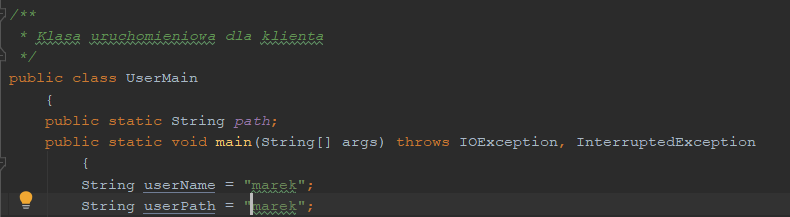 /**
* Klasa uruchomieniowa dla klienta
*/
public class UserMain
{
public static String path;
public static void main(String[] args) throws IOException, InterruptedException
{
String userName = "marek";
String userPath = "marek";